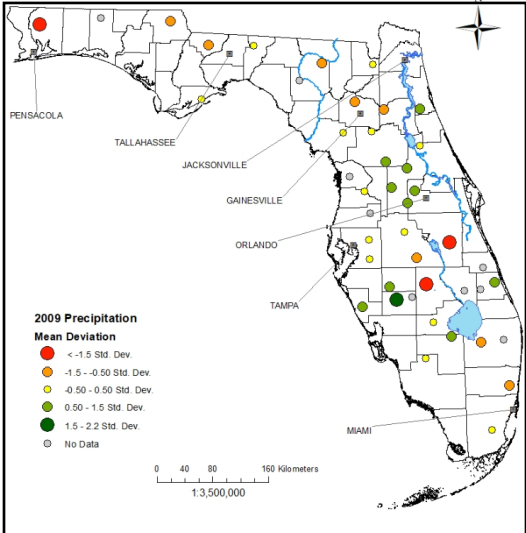 PENSACOLA
TALLAHASSEE
JACKSONVILLE
GAINESVILLE
ORLANDO
TAMPA
MIAMI
2009 Precipitation
Mean Deviation
< -1.5 Std. Dev.
-1.5 - -0.50 Std. Dev.
-0.50 - 0.50 Std. Dev.
0.50 - 1.5 Std. Dev.
1.5 - 2.2 Std. Dev.
No Data
0 40 80 160 Kilometers
1:3,500,000